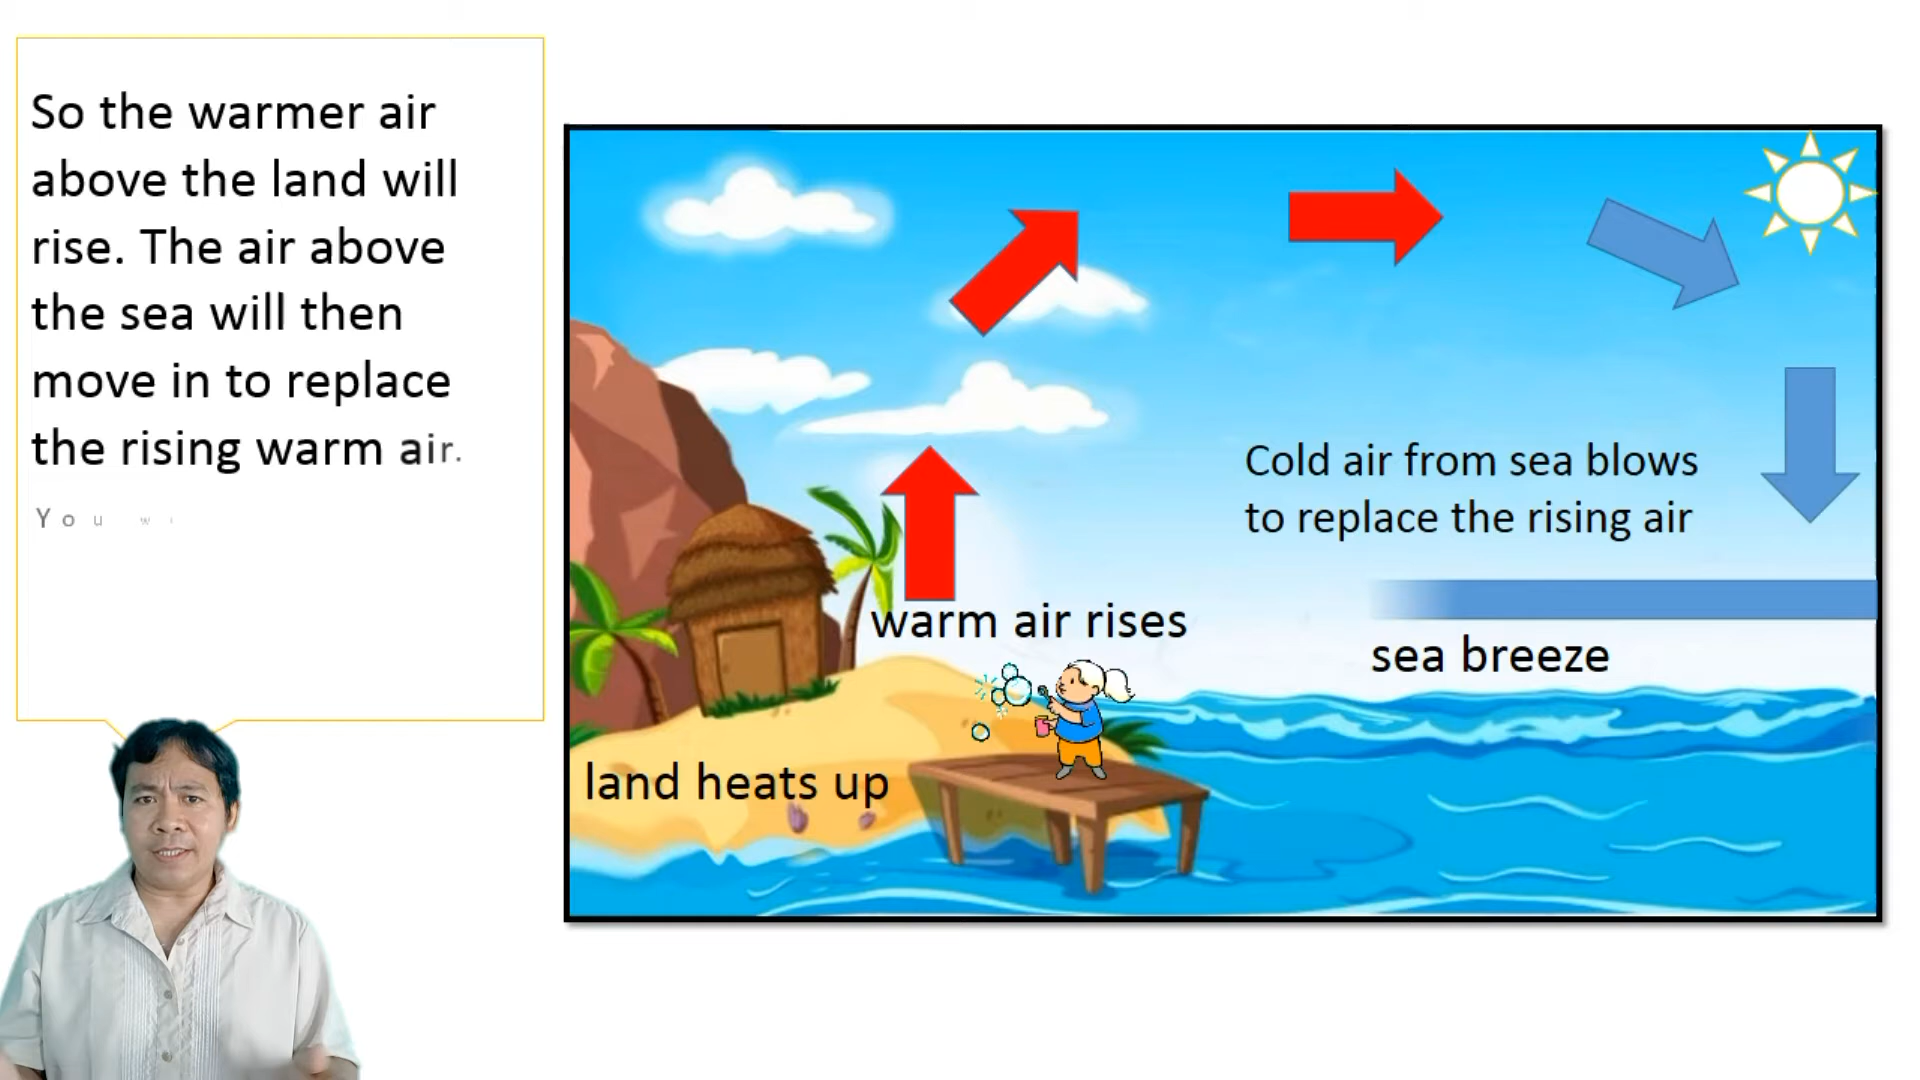 So the warmer air
above the land will
rise. The air above
the sea will then
move in to replace
the rising warm air.
You
Cold air from sea blows
to replace the rising air
warm air rises
sea breeze
land heats up